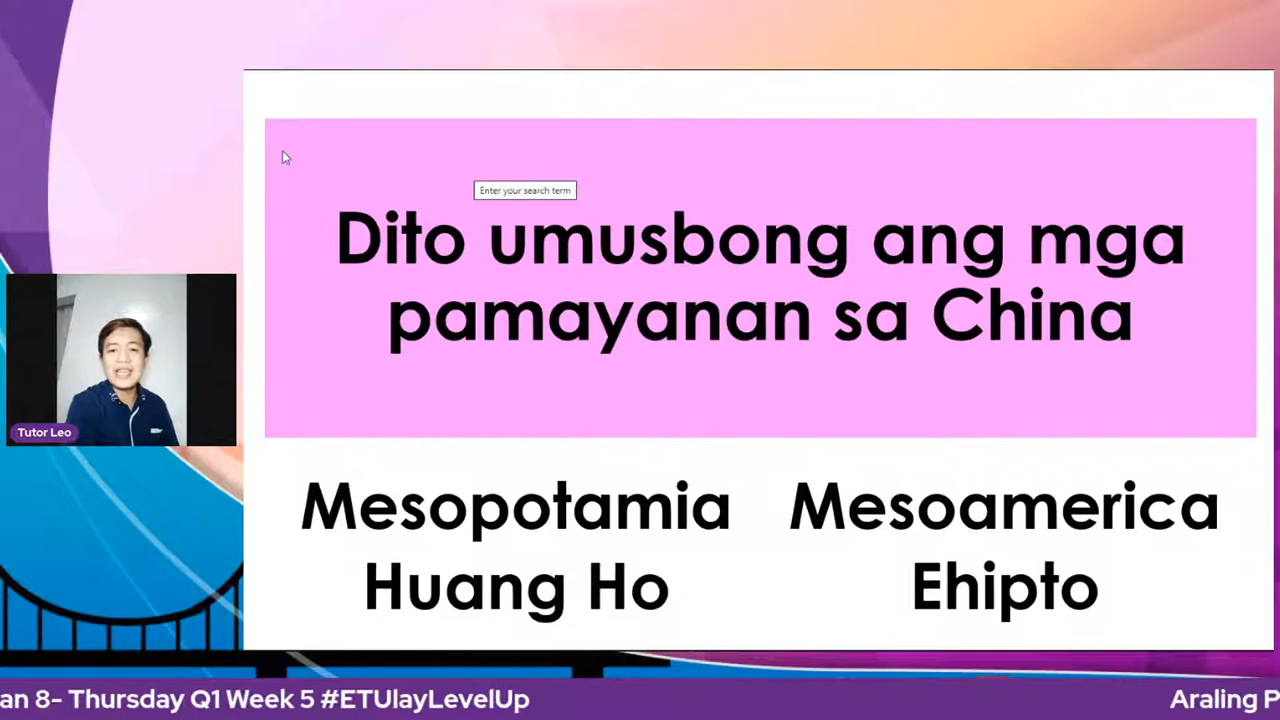 Enter your search term
Dito umusbong ang mga
pamayanan sa China
Mesopotamia Mesoamerica
Huang Ho Ehipto
Tutor Leo
an 8- Thursday Q1 Week 5 #ETUlayLevelUp Araling P